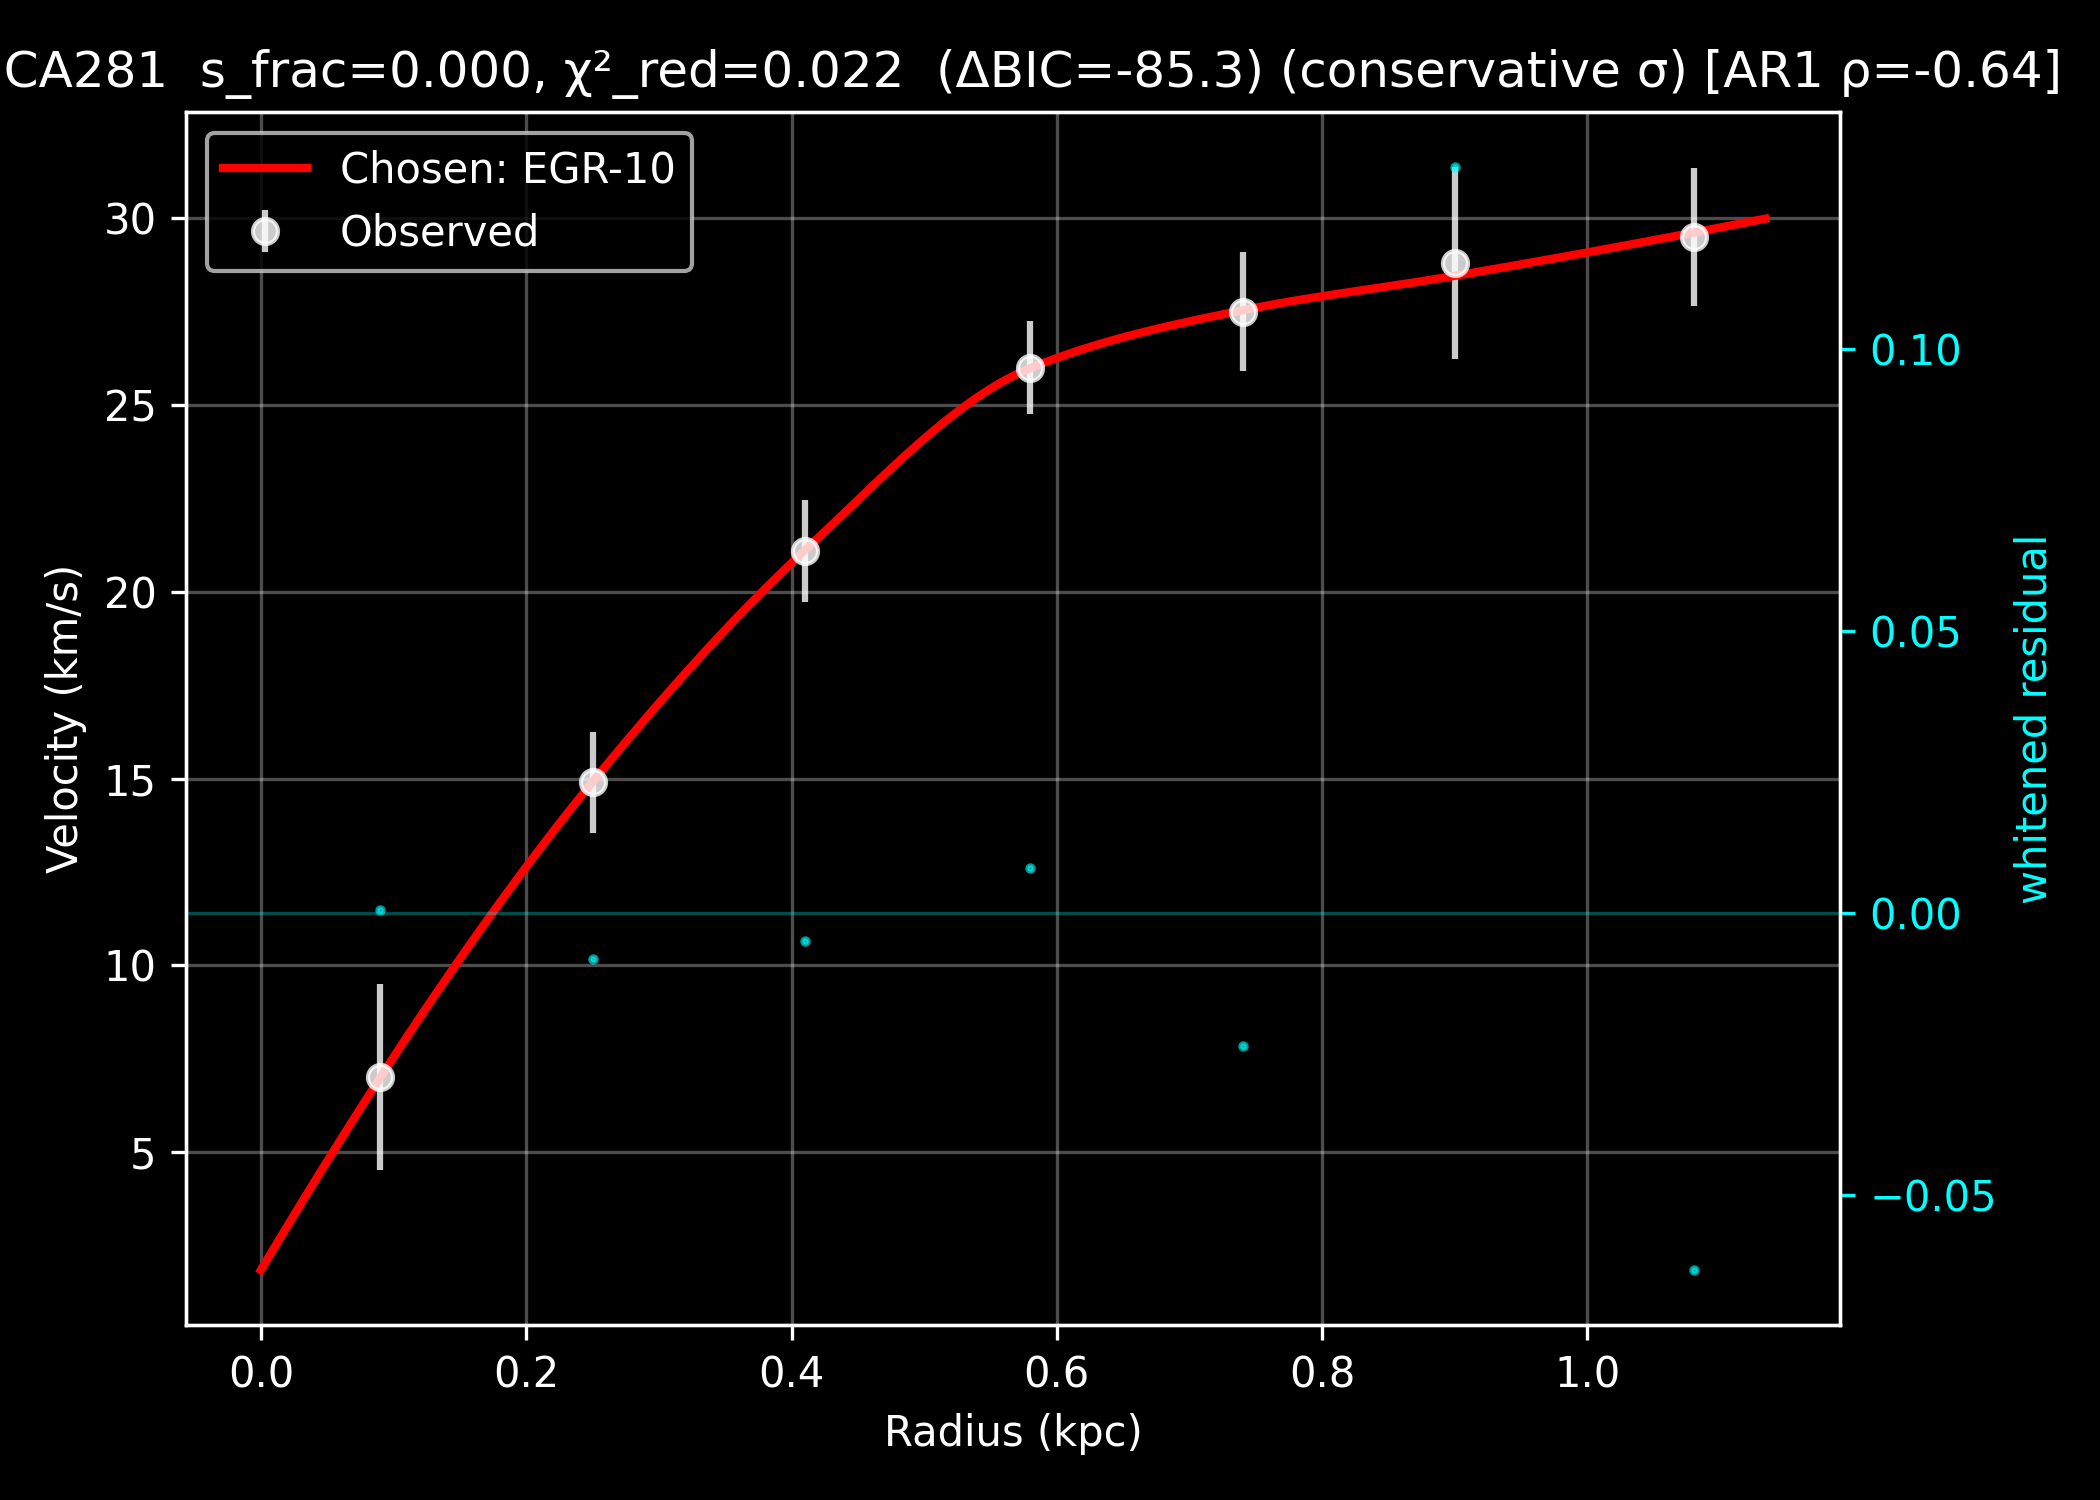 CA281 s_frac=0.000, χ²_red=0.022 (ΔBIC=-85.3) (conservative σ) [AR1 ρ=-0.64]
Chosen: EGR-10
Observed
30
25
20
15
10
5
Velocity (km/s)
0.10
0.05
0.00
−0.05
whitened residual
0.0 0.2 0.4 0.6 0.8 1.0
Radius (kpc)